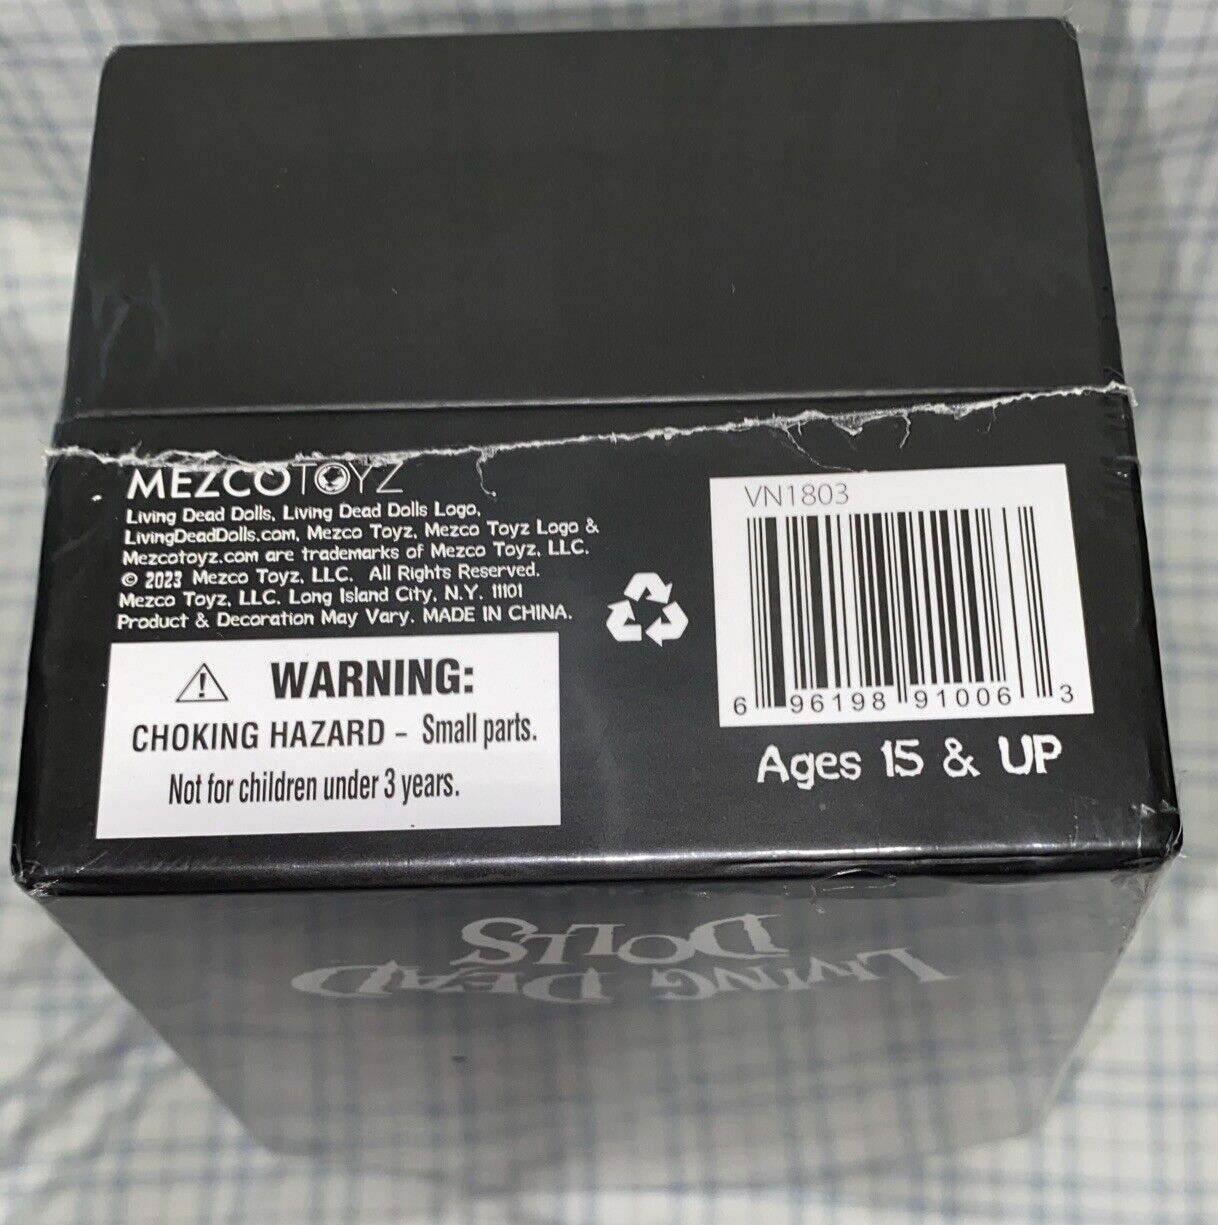 MEZCOTOYZ
Living Dead Dolls, Living Dead Dolls Logo,
LivingDeadDolls.com, Mezco Toyz, Mezco Toyz Logo &
Mezcotoyz.com are trademarks of Mezco Toyz, LLC.
© 2023 Mezco Toyz, LLC. All Rights Reserved.
Mezco Toyz, LLC. Long Island City, N.Y. 11101
Product & Decoration May Vary. MADE IN CHINA.
WARNING:
CHOKING HAZARD - Small parts.
Not for children under 3 years.
VN1803
6 96198 91006 3
Ages 15 & UP
LIVING DEAD
DOLLS